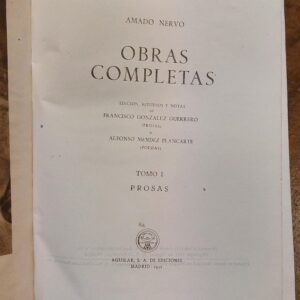 AMADO NERVO
OBRAS
COMPLETAS
EDICIÓN, ESTUDIOS Y NOTAS
DE
FRANCISCO GONZÁLEZ GUERRERO
(PROSAS)
Y
ALFONSO MÉNDEZ PLANCARTE
(POESÍAS)
TOMO I
PROSAS
AGUILAR, S. A. DE EDICIONES
MADRID